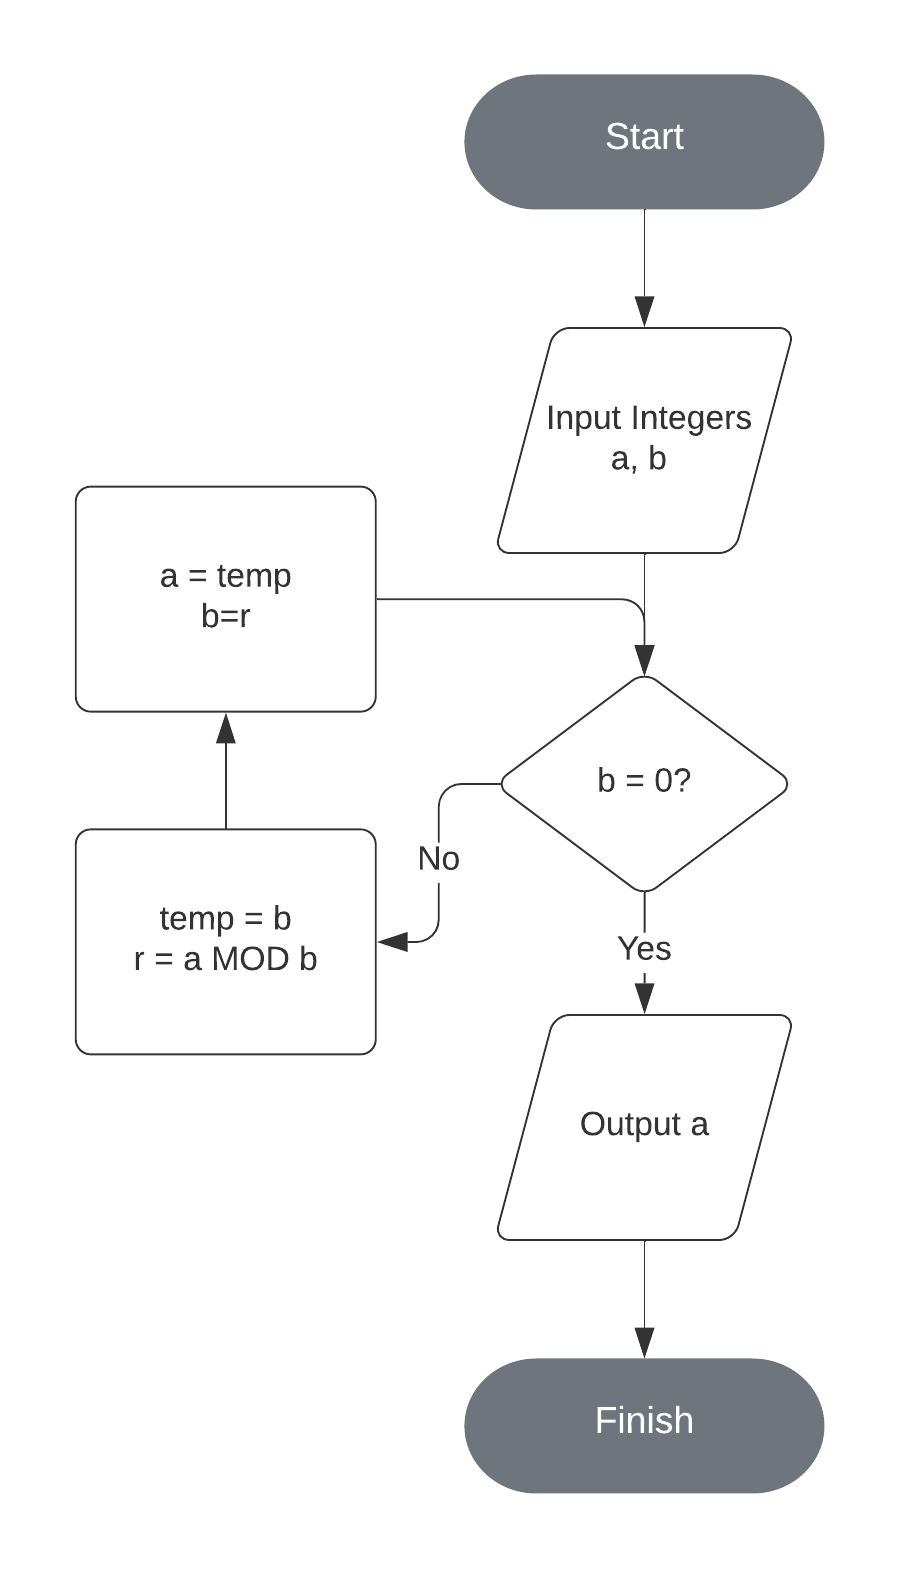 Start
Input Integers
a, b
a = temp
b=r
b = 0?
No
temp = b
r = a MOD b
Yes
Output a
Finish